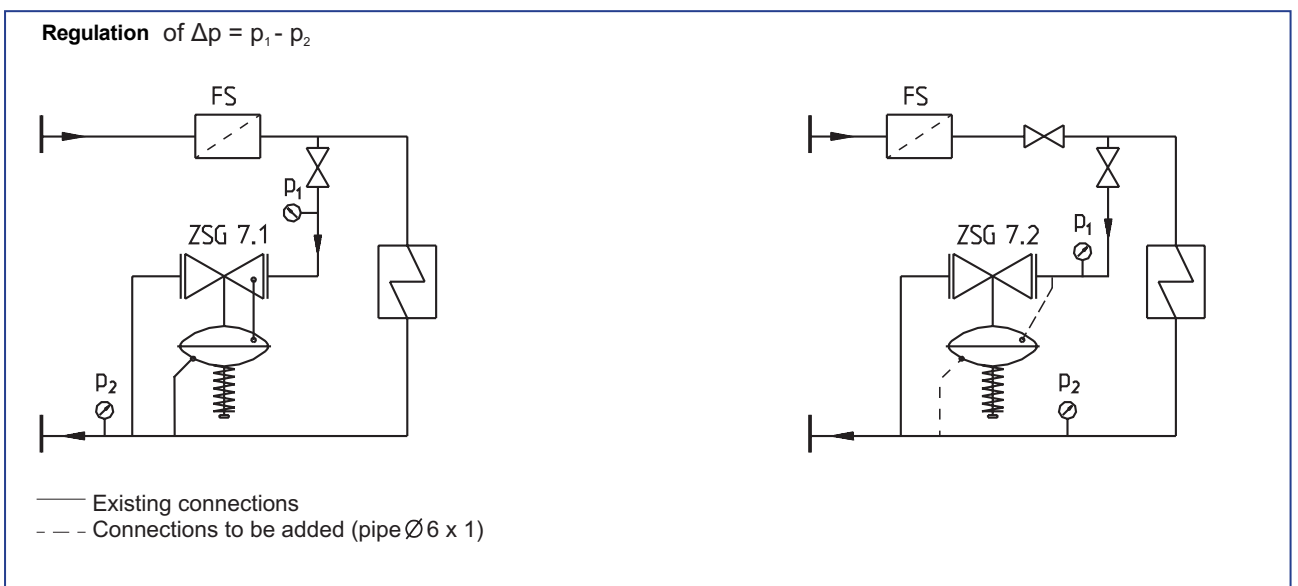 Regulation of Δp = p₁ - p₂
FS
p₁
ZSG 7.1
p₂
FS
p₁
ZSG 7.2
p₂
Existing connections
Connections to be added (pipe Ø 6 x 1)